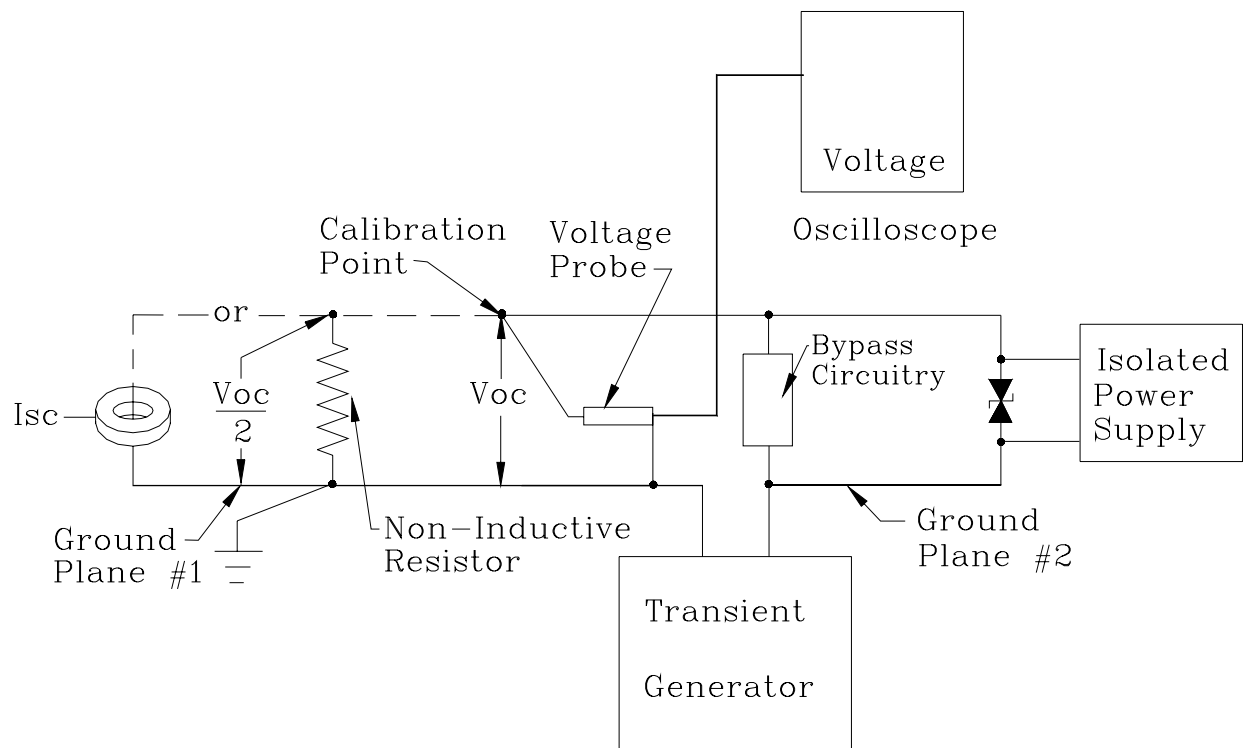 Voltage
Oscilloscope
Calibration
Point
Voltage
Probe
or
Bypass
Circuitry
Isolated
Power
Supply
Isc
Voc
2
Voc
Ground
Plane #1
Non-Inductive
Resistor
Ground
Plane #2
Transient
Generator